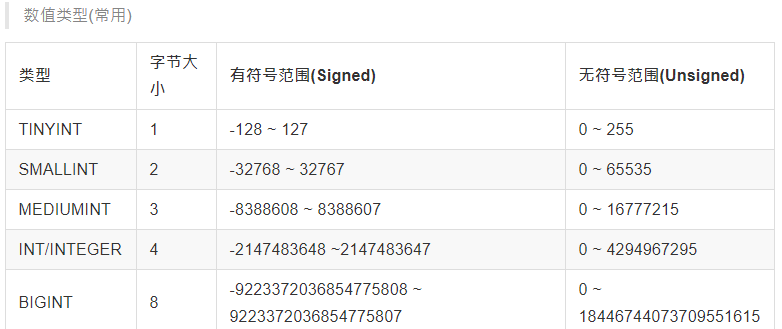 数值类型(常用)
类型 字节大小 有符号范围(Signed) 无符号范围(Unsigned)
TINYINT 1 -128 ~ 127 0 ~ 255
SMALLINT 2 -32768 ~ 32767 0 ~ 65535
MEDIUMINT 3 -8388608 ~ 8388607 0 ~ 16777215
INT/INTEGER 4 -2147483648 ~2147483647 0 ~ 4294967295
BIGINT 8 -9223372036854775808 ~ 9223372036854775807 0 ~ 18446744073709551615